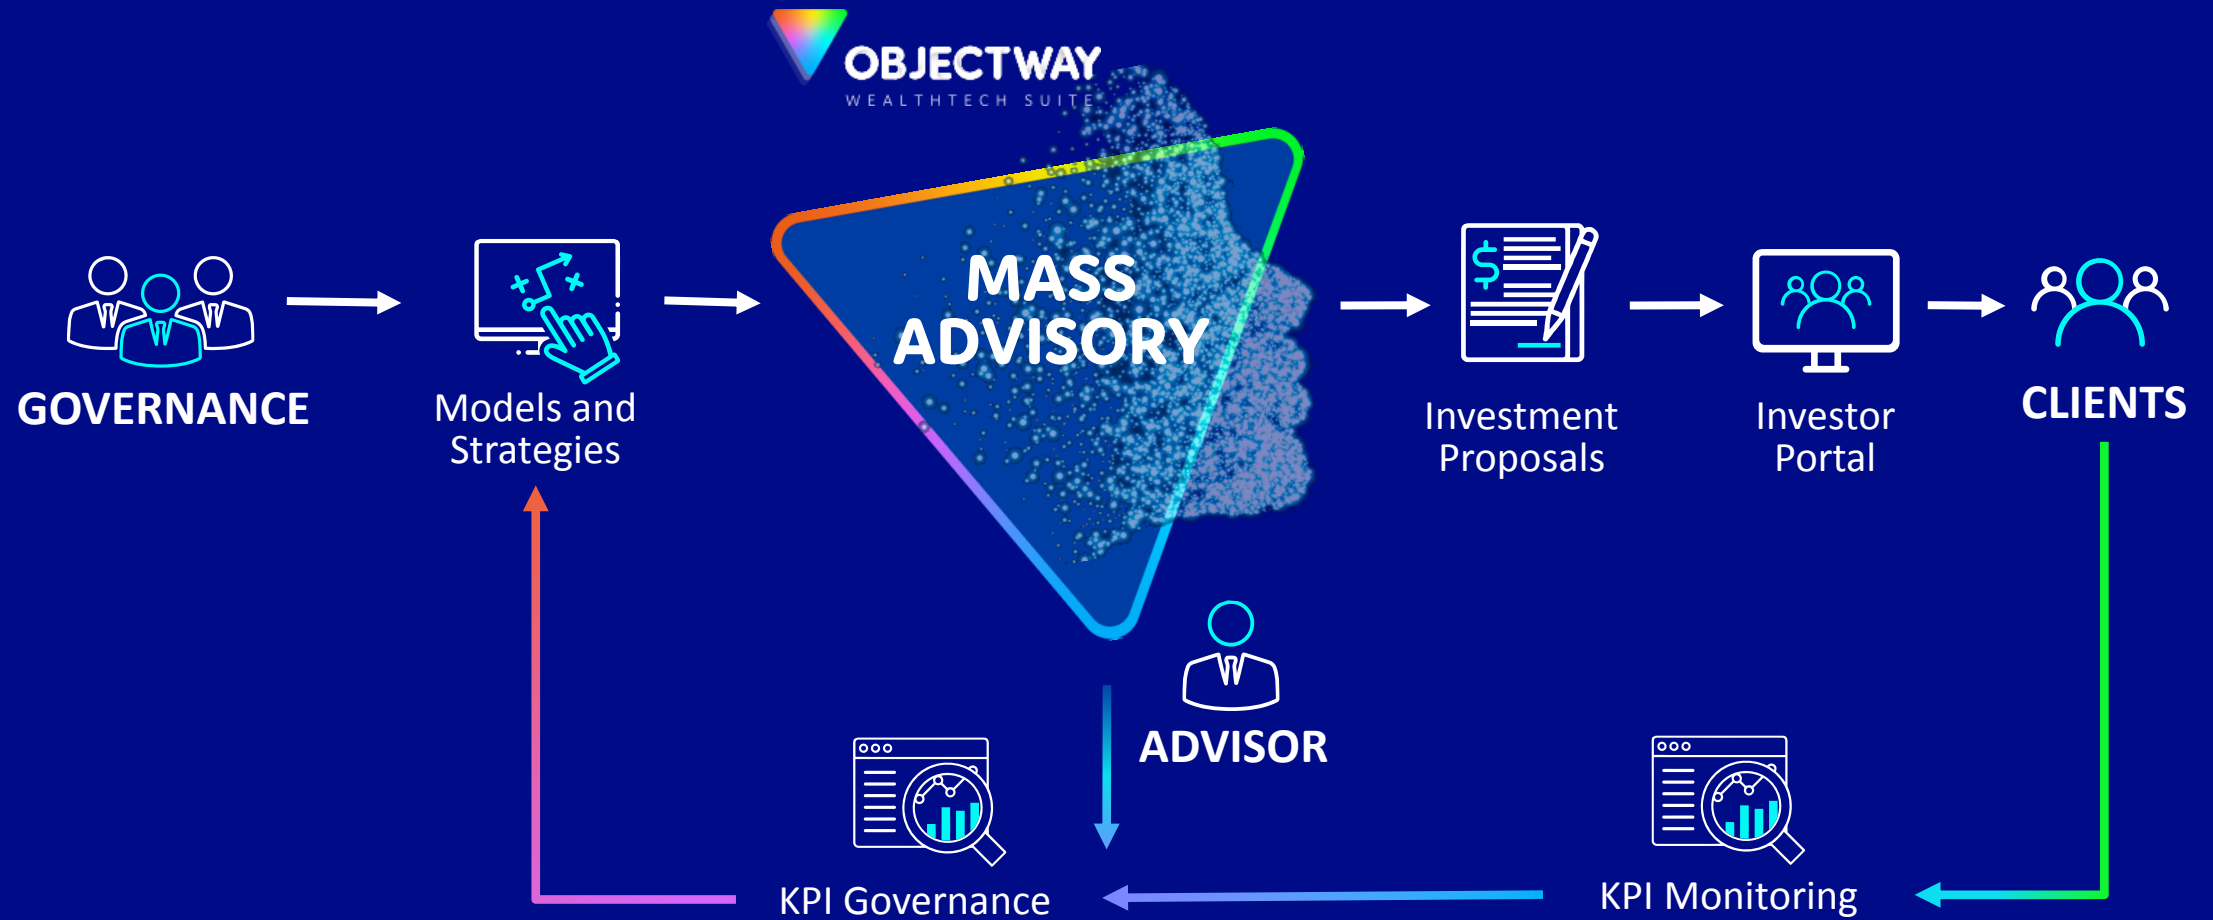 OBJECTWAY
WEALTHTECH SUITE
MASS
ADVISORY
GOVERNANCE
Models and
Strategies
$
Investment
Proposals
Investor
Portal
CLIENTS
ADVISOR
KPI Governance
KPI Monitoring